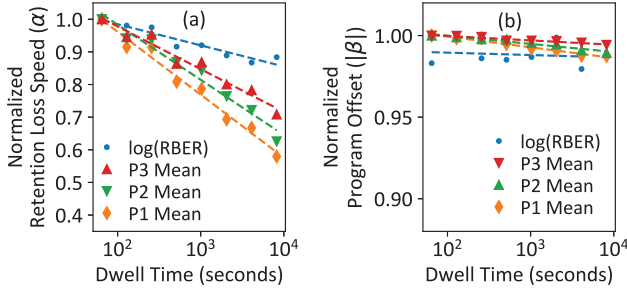 (a)
Normalized
Retention Loss Speed (α)
1.0
0.9
0.8
0.7
0.6
0.5
0.4
log(RBER)
P3 Mean
P2 Mean
P1 Mean
10²
10³
10⁴
Dwell Time (seconds)
(b)
Normalized
Program Offset (|β|)
1.00
0.95
0.90
log(RBER)
P3 Mean
P2 Mean
P1 Mean
10²
10³
10⁴
Dwell Time (seconds)